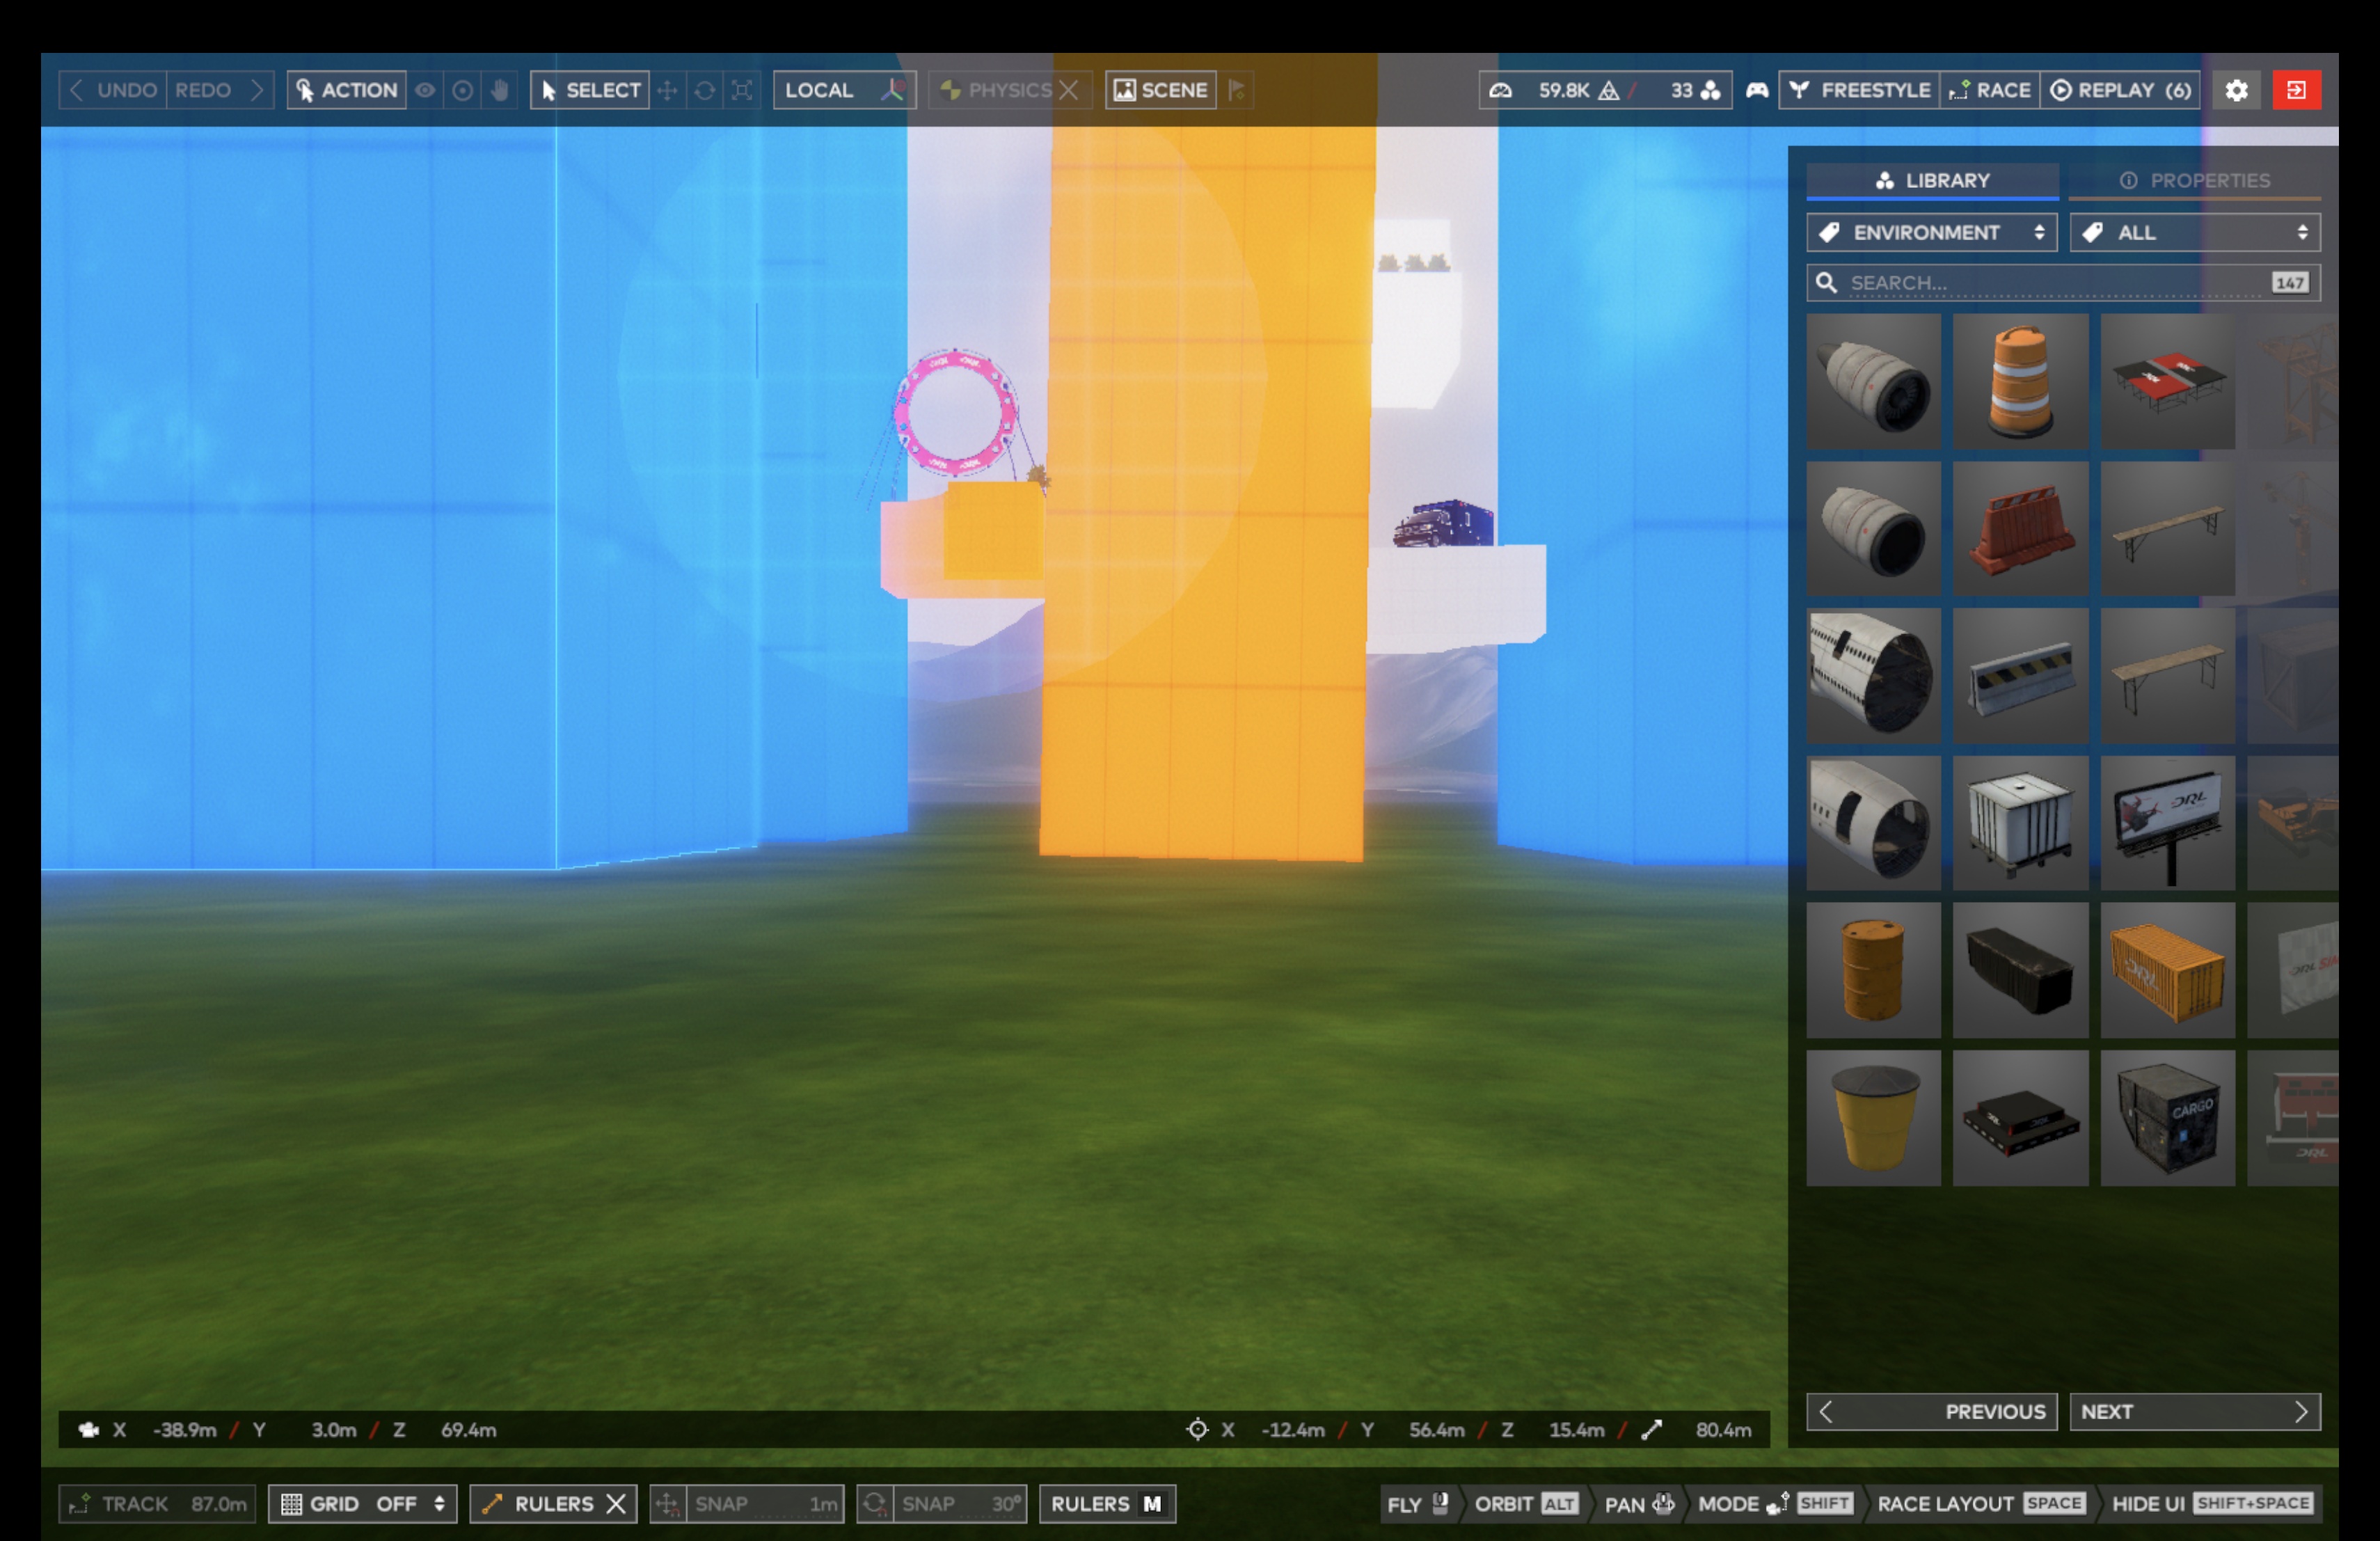 UNDO REDO ACTION SELECT LOCAL PHYSICS SCENE 59.8K / 33 FREESTYLE RACE REPLAY (6)
LIBRARY PROPERTIES
ENVIRONMENT ALL
SEARCH... 147
DRL
DRL
CARGO
DRL
X -38.9m / Y 3.0m / Z 69.4m
X -12.4m / Y 56.4m / Z 15.4m / 80.4m
PREVIOUS NEXT
TRACK 87.0m GRID OFF RULERS SNAP 1m SNAP 30° RULERS M
FLY ORBIT ALT PAN MODE SHIFT RACE LAYOUT SPACE HIDE UI SHIFT+SPACE